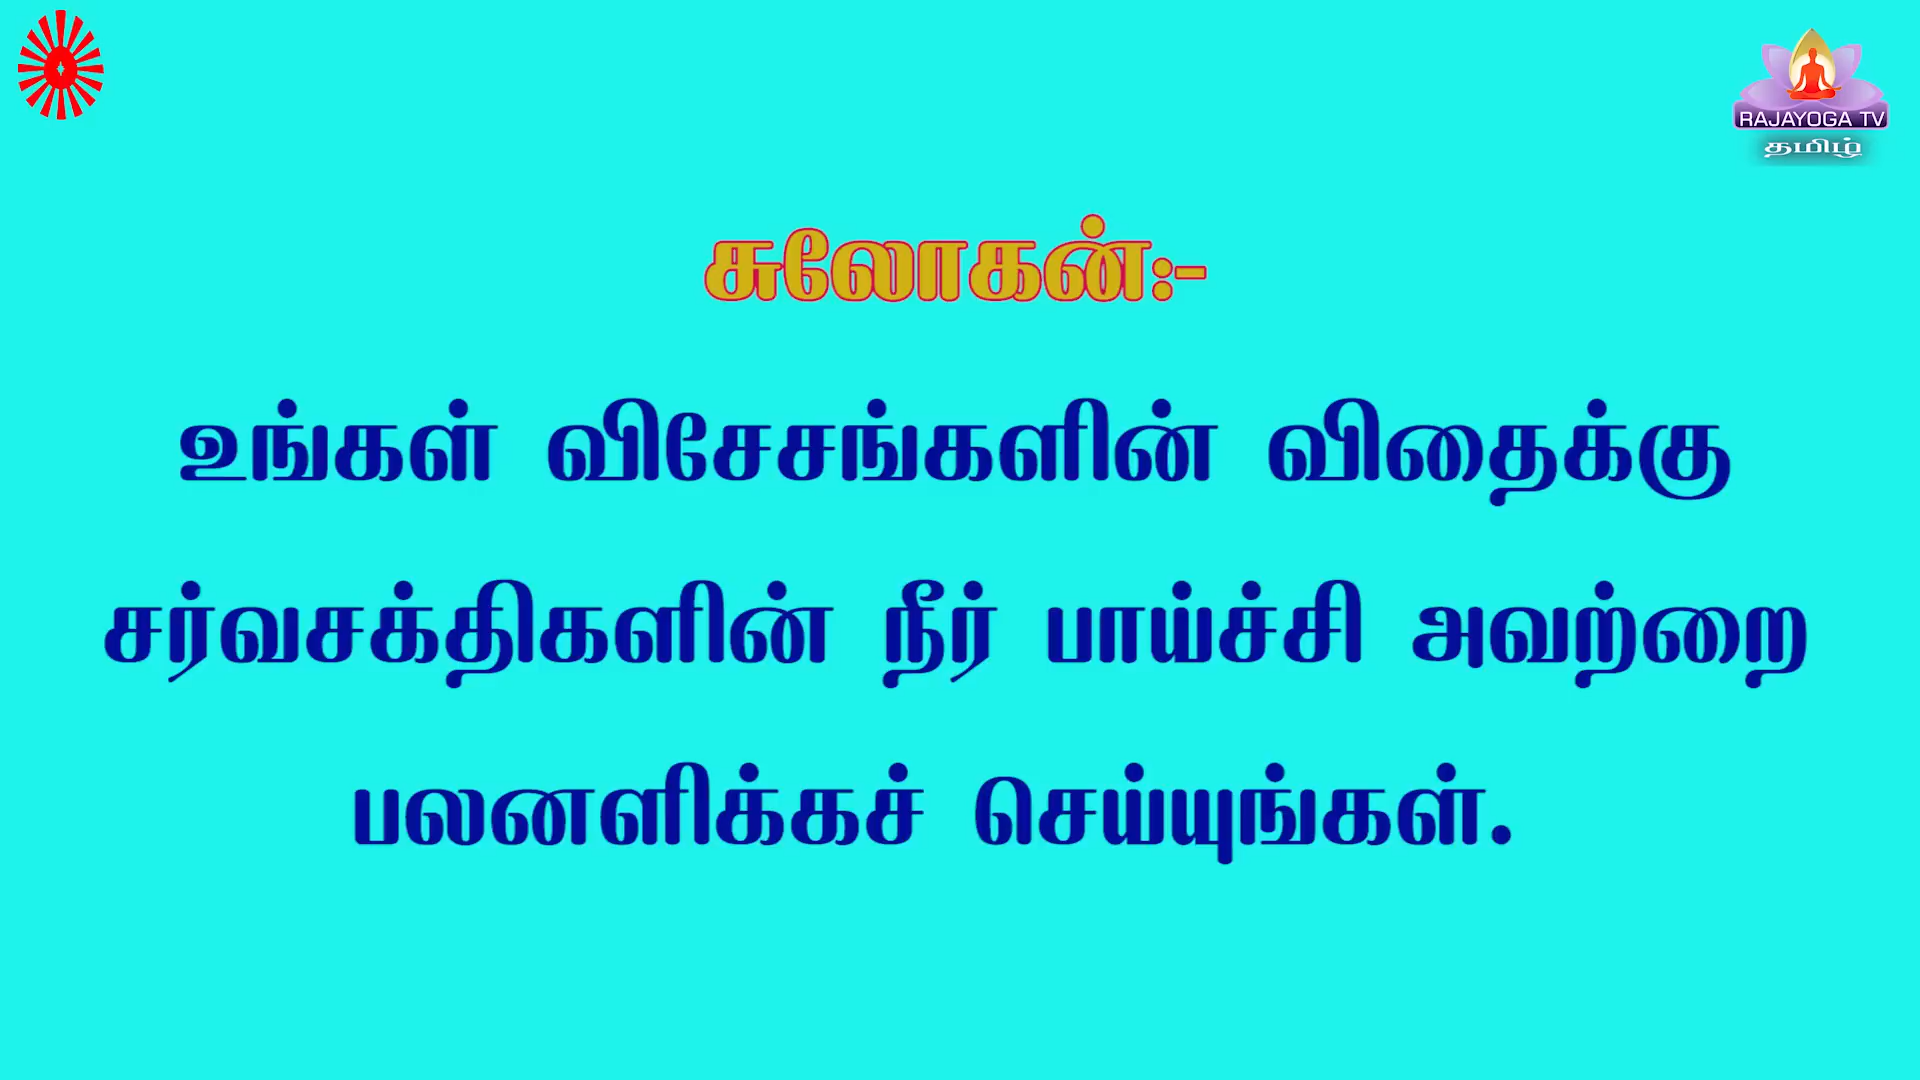 RAJAYOGA TV
தமிழ்
சுலோகன்:-
உங்கள் விசேசங்களின் விதைக்கு
சர்வசக்திகளின் நீர் பாய்ச்சி அவற்றை
பலனளிக்கச் செய்யுங்கள்.